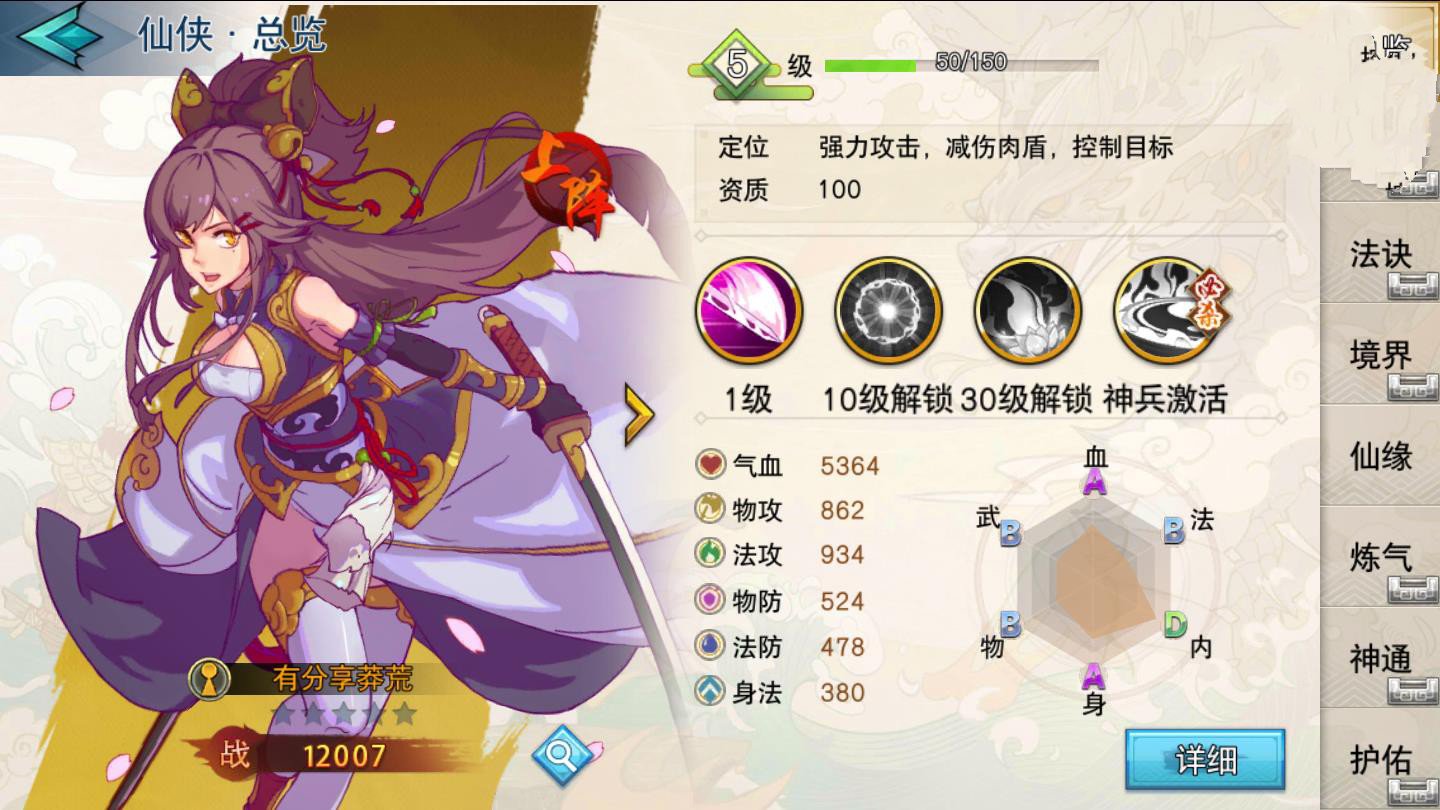 仙侠·总览
5级
50/150
定位 强力攻击，减伤肉盾，控制目标
资质 100
上阵
必杀
1级 10级解锁 30级解锁 神兵激活
气血 5364
物攻 862
法攻 934
物防 524
法防 478
身法 380
血 A
武 B
B 法
B 物
D 内
A 身
有分享莽荒
战 12007
详细
览
法诀
境界
仙缘
炼气
神通
护佑